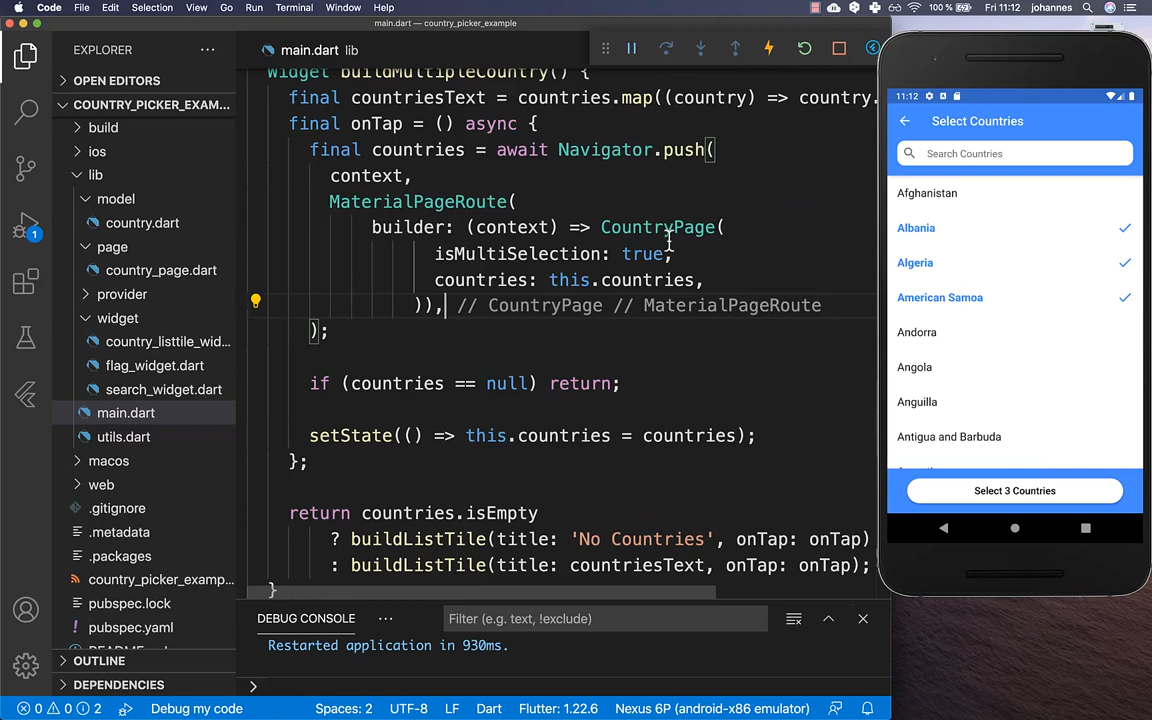 Code File Edit Selection View Go Run Terminal Window Help 100 % Fri 11:12 johannes
main.dart — country_picker_example
EXPLORER
OPEN EDITORS
COUNTRY_PICKER_EXAM...
build
ios
lib
model
country.dart
page
country_page.dart
provider
widget
country_listtile_wid...
flag_widget.dart
search_widget.dart
main.dart
utils.dart
macos
web
.gitignore
.metadata
.packages
country_picker_examp...
pubspec.lock
pubspec.yaml
OUTLINE
DEPENDENCIES
1
main.dart lib
Widget buildMultipleCountry() {
final countriesText = countries.map((country) => country.
final onTap = () async {
final countries = await Navigator.push(
context,
MaterialPageRoute(
builder: (context) => CountryPage(
isMultiSelection: true,
countries: this.countries,
)), // CountryPage // MaterialPageRoute
);
if (countries == null) return;
setState(() => this.countries = countries);
};
return countries.isEmpty
? buildListTile(title: 'No Countries', onTap: onTap)
: buildListTile(title: countriesText, onTap: onTap);
}
DEBUG CONSOLE
Filter (e.g. text, !exclude)
Restarted application in 930ms.
0 0 2 Debug my code Spaces: 2 UTF-8 LF Dart Flutter: 1.22.6 Nexus 6P (android-x86 emulator)
11:12
Select Countries
Search Countries
Afghanistan
Albania
Algeria
American Samoa
Andorra
Angola
Anguilla
Antigua and Barbuda
Select 3 Countries